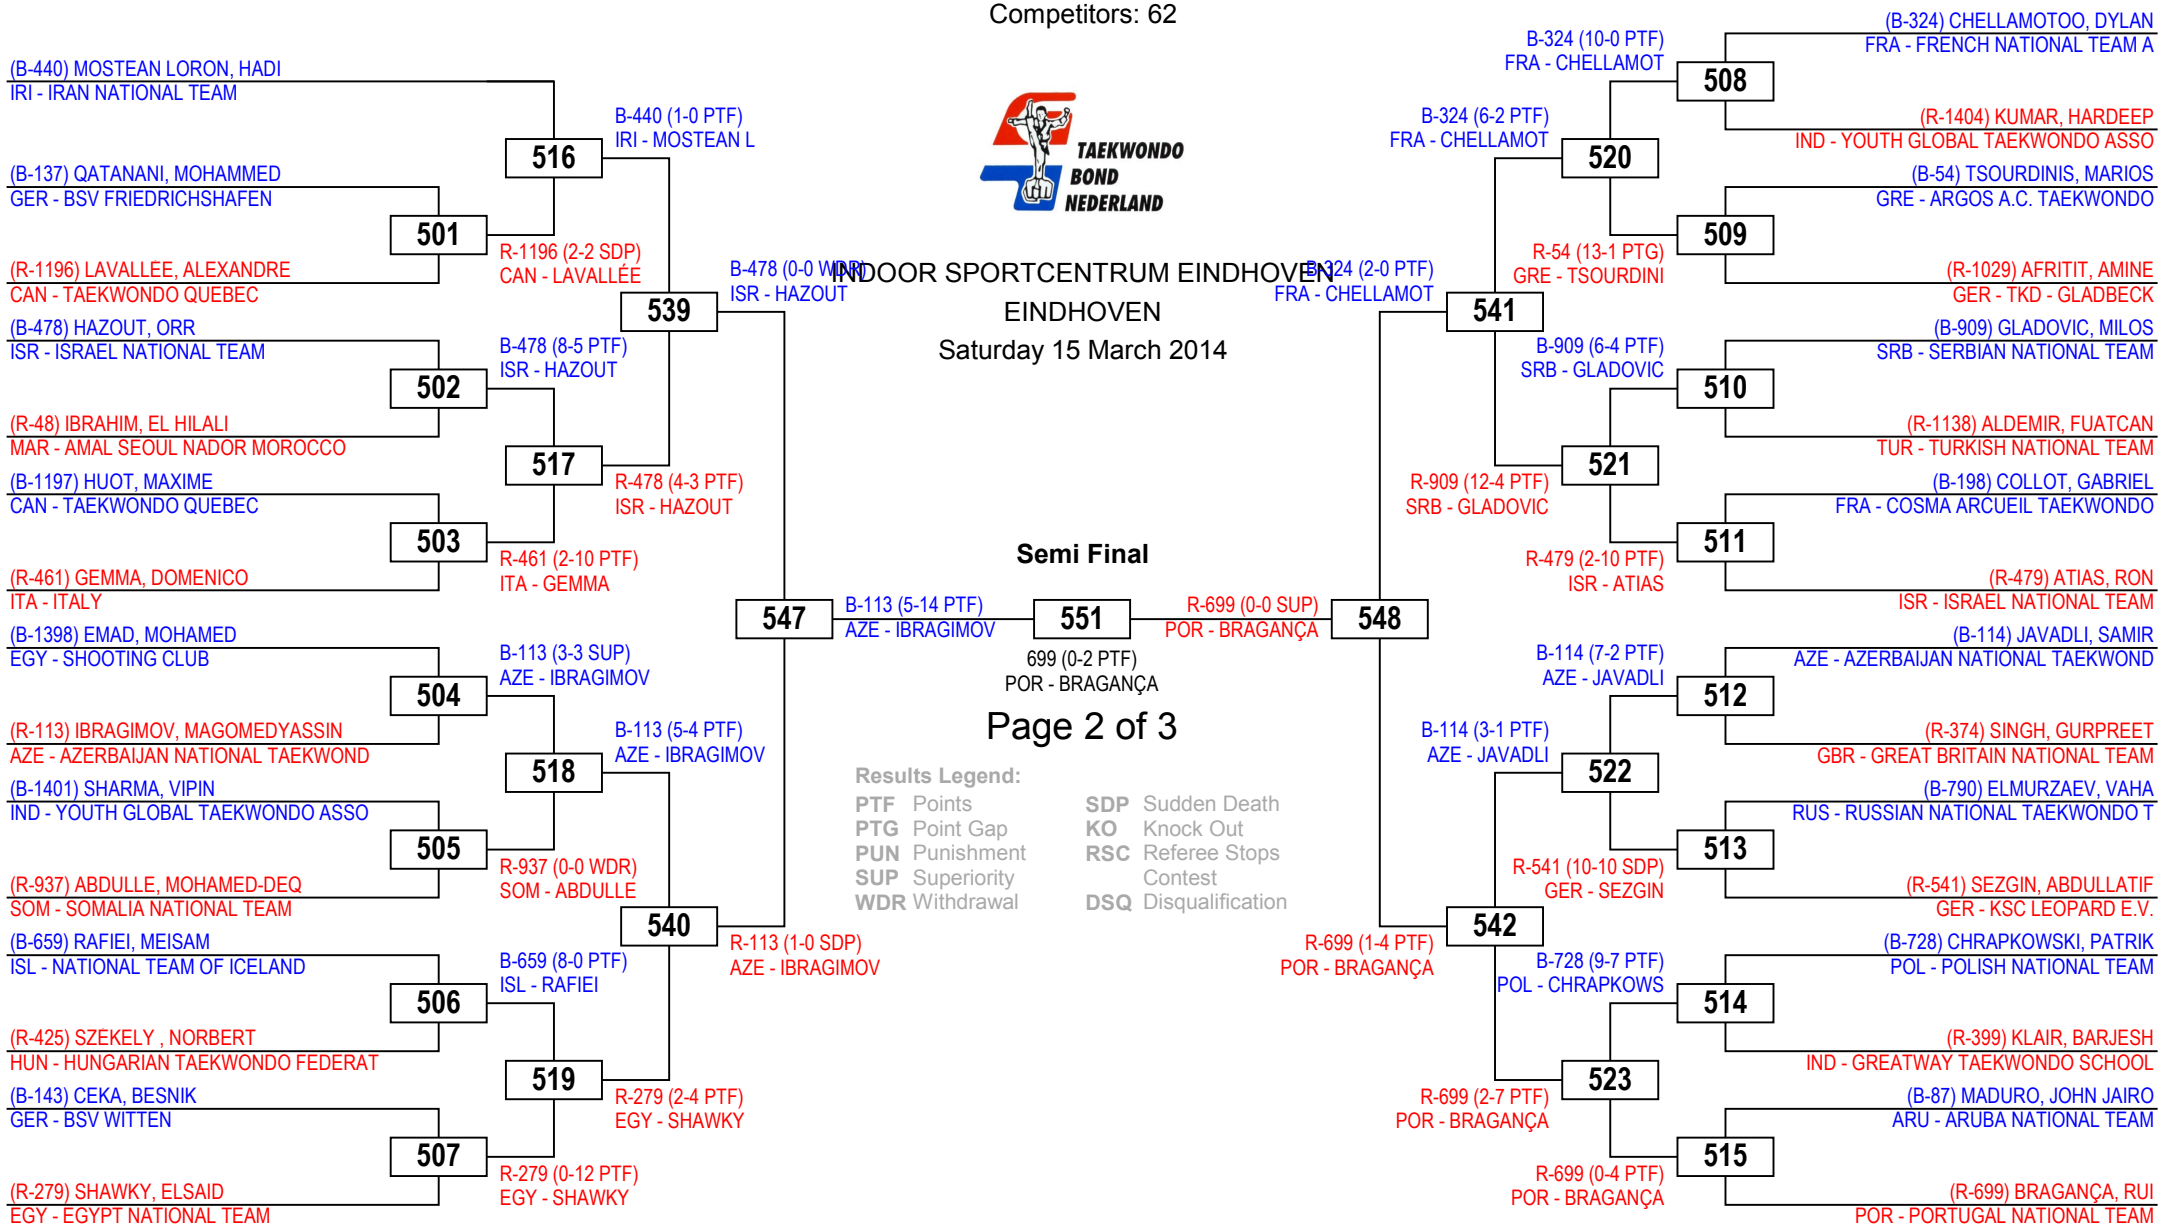 Competitors: 62
(B-440) MOSTEAN LORON, HADI
IRI - IRAN NATIONAL TEAM
(B-137) QATANANI, MOHAMMED
GER - BSV FRIEDRICHSHAFEN
(R-1196) LAVALLÉE, ALEXANDRE
CAN - TAEKWONDO QUEBEC
(B-478) HAZOUT, ORR
ISR - ISRAEL NATIONAL TEAM
(R-48) IBRAHIM, EL HILALI
MAR - AMAL SEOUL NADOR MOROCCO
(B-1197) HUOT, MAXIME
CAN - TAEKWONDO QUEBEC
(R-461) GEMMA, DOMENICO
ITA - ITALY
(B-1398) EMAD, MOHAMED
EGY - SHOOTING CLUB
(R-113) IBRAGIMOV, MAGOMEDYASSIN
AZE - AZERBAIJAN NATIONAL TAEKWOND
(B-1401) SHARMA, VIPIN
IND - YOUTH GLOBAL TAEKWONDO ASSO
(R-937) ABDULLE, MOHAMED-DEQ
SOM - SOMALIA NATIONAL TEAM
(B-659) RAFIEI, MEISAM
ISL - NATIONAL TEAM OF ICELAND
(R-425) SZÉKELY , NORBERT
HUN - HUNGARIAN TAEKWONDO FEDERAT
(B-143) CEKA, BESNIK
GER - BSV WITTEN
(R-279) SHAWKY, ELSAID
EGY - EGYPT NATIONAL TEAM
501
502
503
504
505
506
507
R-1196 (2-2 SDP)
CAN - LAVALLÉE
B-478 (8-5 PTF)
ISR - HAZOUT
R-461 (2-10 PTF)
ITA - GEMMA
B-113 (3-3 SUP)
AZE - IBRAGIMOV
R-937 (0-0 WDR)
SOM - ABDULLE
B-659 (8-0 PTF)
ISL - RAFIEI
R-279 (0-12 PTF)
EGY - SHAWKY
516
517
518
519
B-440 (1-0 PTF)
IRI - MOSTEAN L
R-478 (4-3 PTF)
ISR - HAZOUT
B-113 (5-4 PTF)
AZE - IBRAGIMOV
R-279 (2-4 PTF)
EGY - SHAWKY
539
540
B-478 (0-0 WDR)
ISR - HAZOUT
R-113 (1-0 SDP)
AZE - IBRAGIMOV
547
B-113 (5-14 PTF)
AZE - IBRAGIMOV
TAEKWONDO
BOND
NEDERLAND
INDOOR SPORTCENTRUM EINDHOVEN
EINDHOVEN
Saturday 15 March 2014
Semi Final
551
699 (0-2 PTF)
POR - BRAGANÇA
Page 2 of 3
Results Legend:
PTF Points
PTG Point Gap
PUN Punishment
SUP Superiority
WDR Withdrawal
SDP Sudden Death
KO Knock Out
RSC Referee Stops
Contest
DSQ Disqualification
R-699 (0-0 SUP)
POR - BRAGANÇA
548
B-324 (2-0 PTF)
FRA - CHELLAMOT
R-699 (1-4 PTF)
POR - BRAGANÇA
541
542
B-324 (6-2 PTF)
FRA - CHELLAMOT
R-909 (12-4 PTF)
SRB - GLADOVIC
B-114 (3-1 PTF)
AZE - JAVADLI
R-699 (2-7 PTF)
POR - BRAGANÇA
520
521
522
523
B-324 (10-0 PTF)
FRA - CHELLAMOT
R-54 (13-1 PTG)
GRE - TSOURDINI
B-909 (6-4 PTF)
SRB - GLADOVIC
R-479 (2-10 PTF)
ISR - ATIAS
B-114 (7-2 PTF)
AZE - JAVADLI
R-541 (10-10 SDP)
GER - SEZGIN
B-728 (9-7 PTF)
POL - CHRAPKOWS
R-699 (0-4 PTF)
POR - BRAGANÇA
508
509
510
511
512
513
514
515
(B-324) CHELLAMOTOO, DYLAN
FRA - FRENCH NATIONAL TEAM A
(R-1404) KUMAR, HARDEEP
IND - YOUTH GLOBAL TAEKWONDO ASSO
(B-54) TSOURDINIS, MARIOS
GRE - ARGOS A.C. TAEKWONDO
(R-1029) AFRITIT, AMINE
GER - TKD - GLADBECK
(B-909) GLADOVIC, MILOS
SRB - SERBIAN NATIONAL TEAM
(R-1138) ALDEMIR, FUATCAN
TUR - TURKISH NATIONAL TEAM
(B-198) COLLOT, GABRIEL
FRA - COSMA ARCUEIL TAEKWONDO
(R-479) ATIAS, RON
ISR - ISRAEL NATIONAL TEAM
(B-114) JAVADLI, SAMIR
AZE - AZERBAIJAN NATIONAL TAEKWOND
(R-374) SINGH, GURPREET
GBR - GREAT BRITAIN NATIONAL TEAM
(B-790) ELMURZAEV, VAHA
RUS - RUSSIAN NATIONAL TAEKWONDO T
(R-541) SEZGIN, ABDULLATIF
GER - KSC LEOPARD E.V.
(B-728) CHRAPKOWSKI, PATRIK
POL - POLISH NATIONAL TEAM
(R-399) KLAIR, BARJESH
IND - GREATWAY TAEKWONDO SCHOOL
(B-87) MADURO, JOHN JAIRO
ARU - ARUBA NATIONAL TEAM
(R-699) BRAGANÇA, RUI
POR - PORTUGAL NATIONAL TEAM